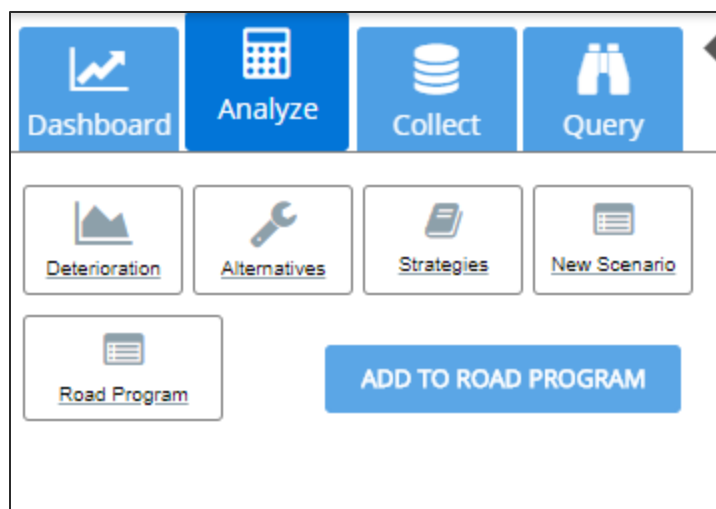 Dashboard
Analyze
Collect
Query
Deterioration
Alternatives
Strategies
New Scenario
Road Program
ADD TO ROAD PROGRAM